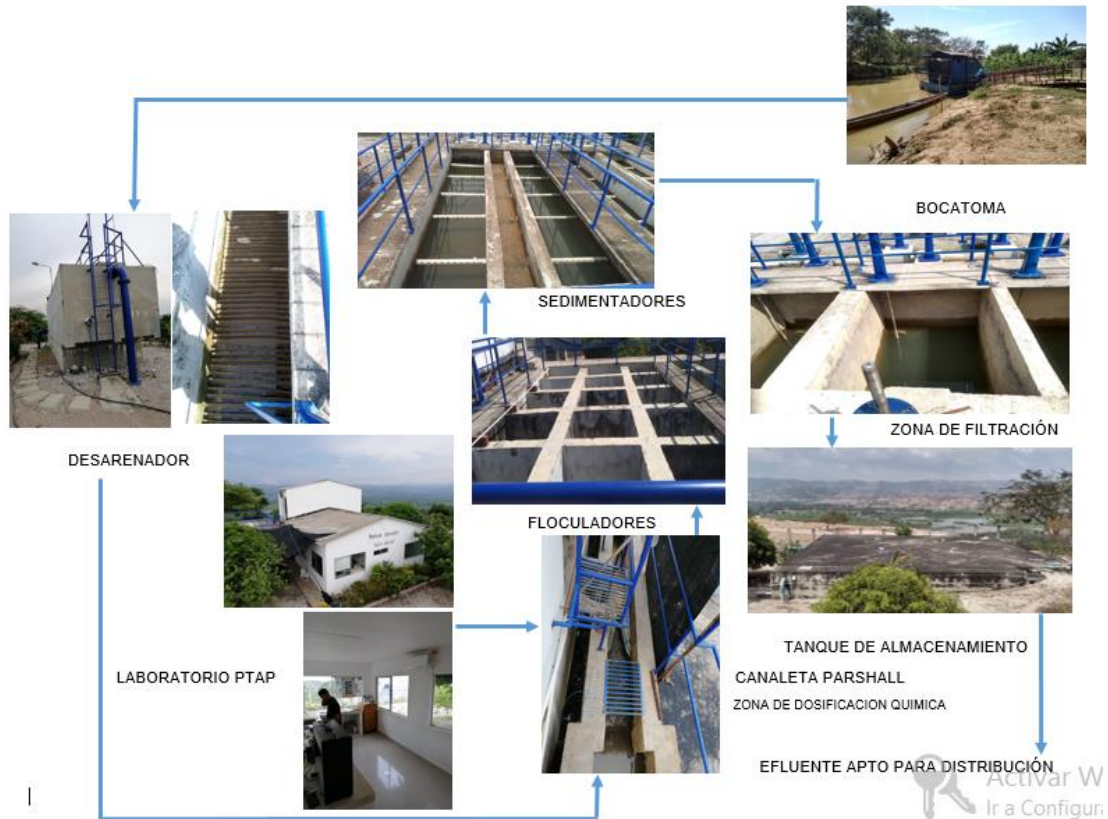 BOCATOMA
SEDIMENTADORES
ZONA DE FILTRACIÓN
DESARENADOR
FLOCULADORES
TANQUE DE ALMACENAMIENTO
LABORATORIO PTAP
CANALETA PARSHALL
ZONA DE DOSIFICACION QUIMICA
EFLUENTE APTO PARA DISTRIBUCIÓN
Activar W
Ir a Configura